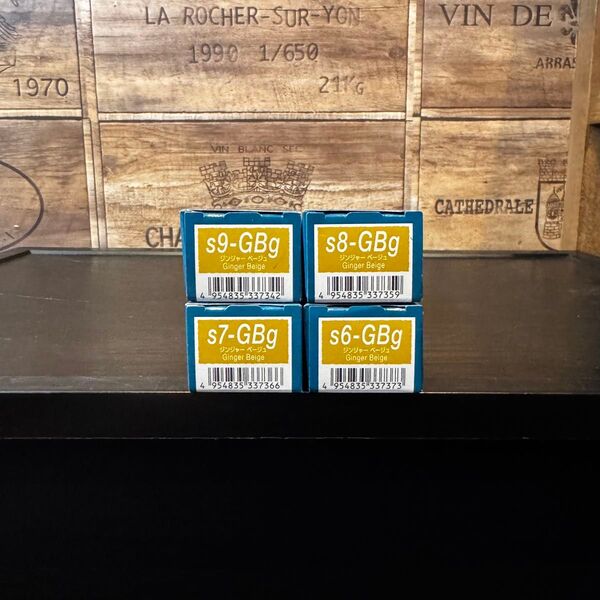 LA ROCHER-SUR-YON
1990 1/650
VIN DE
1970
ARRAS
VIN BLANC SEC
CATHEDRALE
s9-GBg
ジンジャー ベージュ
Ginger Beige
4 954835 337342
s8-GBg
ジンジャー ベージュ
Ginger Beige
4 954835 337359
s7-GBg
ジンジャー ベージュ
Ginger Beige
4 954835 337366
s6-GBg
ジンジャー ベージュ
Ginger Beige
4 954835 337373